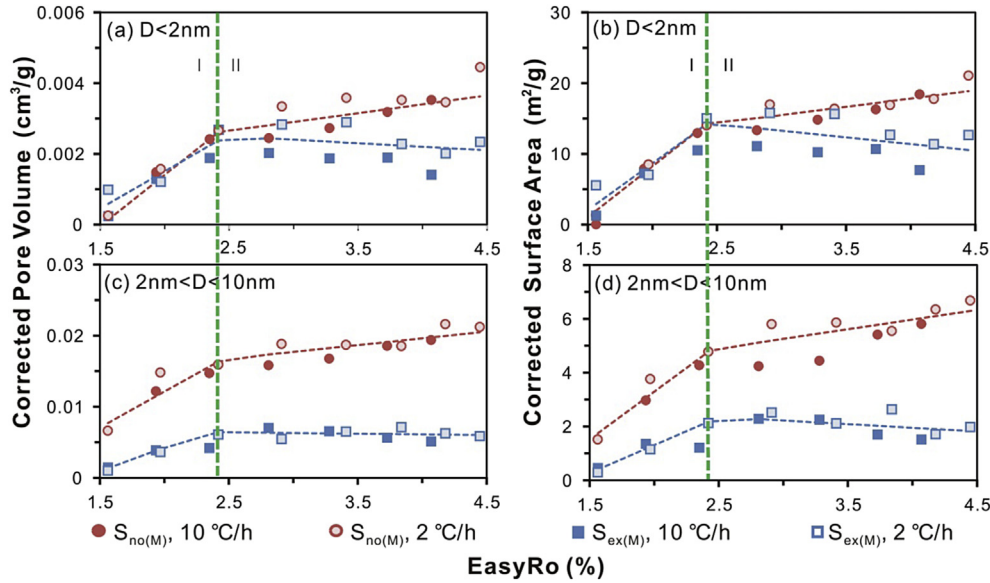 Corrected Pore Volume (cm³/g)
Corrected Surface Area (m²/g)
(a) D<2nm
I II
0.006
0.004
0.002
0
1.5 2.5 3.5 4.5
(b) D<2nm
I II
30
20
10
0
1.5 2.5 3.5 4.5
(c) 2nm<D<10nm
0.03
0.02
0.01
0
1.5 2.5 3.5 4.5
(d) 2nm<D<10nm
8
6
4
2
0
1.5 2.5 3.5 4.5
Sno(M), 10 ℃/h Sno(M), 2 ℃/h Sex(M), 10 ℃/h Sex(M), 2 ℃/h
EasyRo (%)